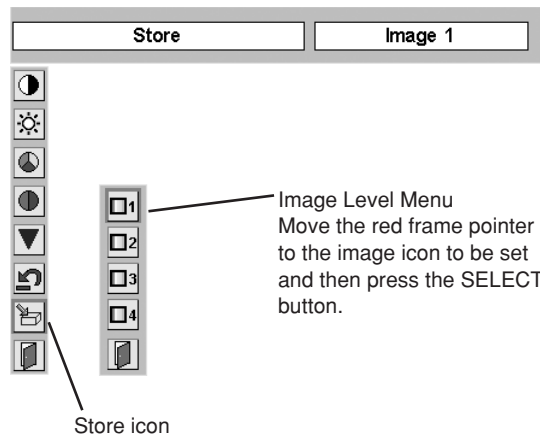 Store
Image 1
1
2
3
4
Image Level Menu
Move the red frame pointer
to the image icon to be set
and then press the SELECT
button.
Store icon